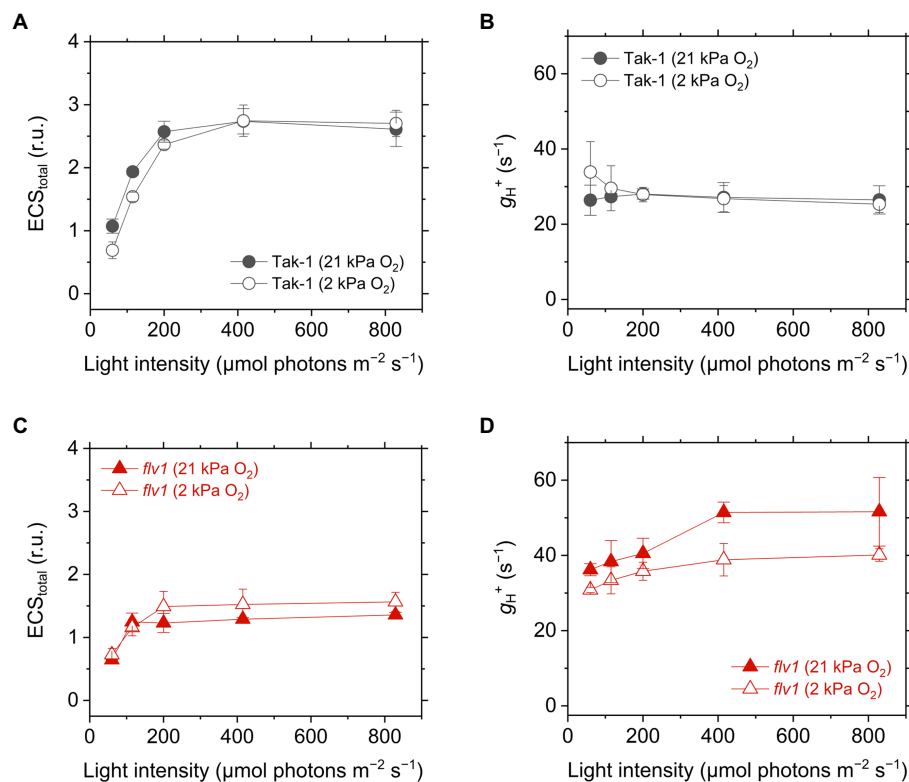 A
4
3
2
1
0
ECS_total (r.u.)
Tak-1 (21 kPa O₂)
Tak-1 (2 kPa O₂)
0 200 400 600 800
Light intensity (µmol photons m⁻² s⁻¹)
B
60
40
20
0
g_H⁺ (s⁻¹)
Tak-1 (21 kPa O₂)
Tak-1 (2 kPa O₂)
0 200 400 600 800
Light intensity (µmol photons m⁻² s⁻¹)
C
4
3
2
1
0
ECS_total (r.u.)
flv1 (21 kPa O₂)
flv1 (2 kPa O₂)
0 200 400 600 800
Light intensity (µmol photons m⁻² s⁻¹)
D
60
40
20
0
g_H⁺ (s⁻¹)
flv1 (21 kPa O₂)
flv1 (2 kPa O₂)
0 200 400 600 800
Light intensity (µmol photons m⁻² s⁻¹)